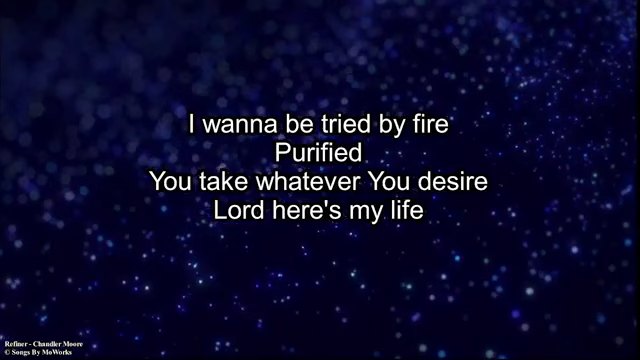 I wanna be tried by fire
Purified
You take whatever You desire
Lord here's my life
Refiner - Chandler Moore
© Songs By MoWorks